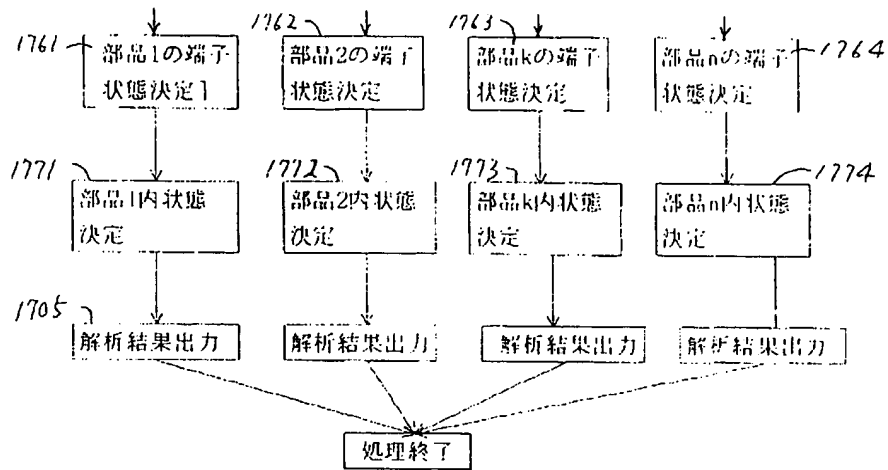 1761
部品1の端子
状態決定1
1762
部品2の端子
状態決定
1763
部品kの端子
状態決定
1764
部品nの端子
状態決定
1771
部品1内状態
決定
1772
部品2内状態
決定
1773
部品k内状態
決定
1774
部品n内状態
決定
1705
解析結果出力
解析結果出力
解析結果出力
解析結果出力
処理終了